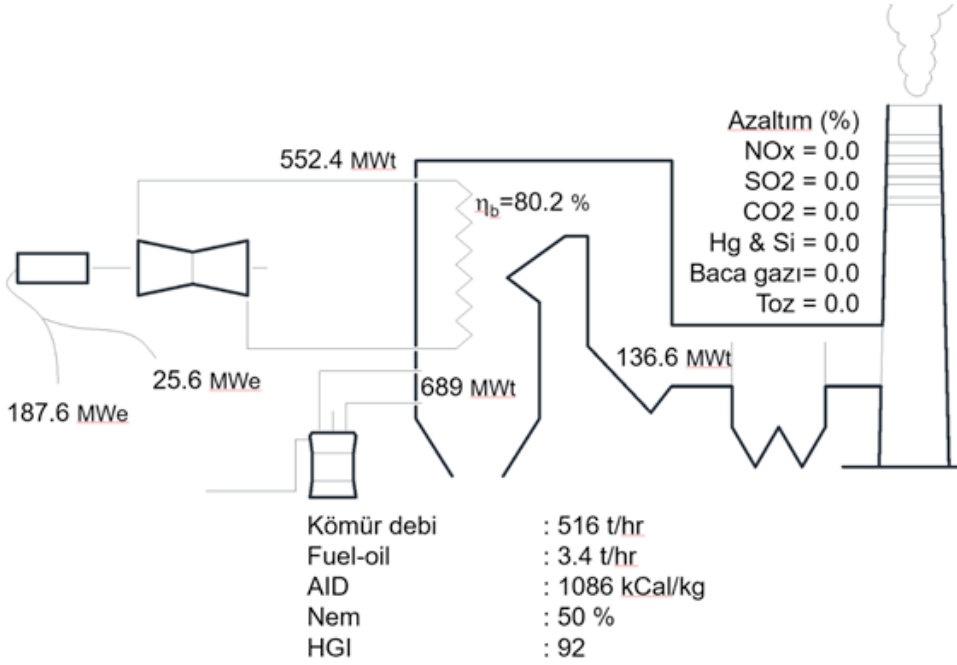 Azaltım (%)
NOx = 0.0
SO2 = 0.0
CO2 = 0.0
Hg & Si = 0.0
Baca gazı= 0.0
Toz = 0.0
552.4 MWt
ηb=80.2 %
136.6 MWt
25.6 MWe
689 MWt
187.6 MWe
Kömür debi : 516 t/hr
Fuel-oil : 3.4 t/hr
AID : 1086 kCal/kg
Nem : 50 %
HGI : 92